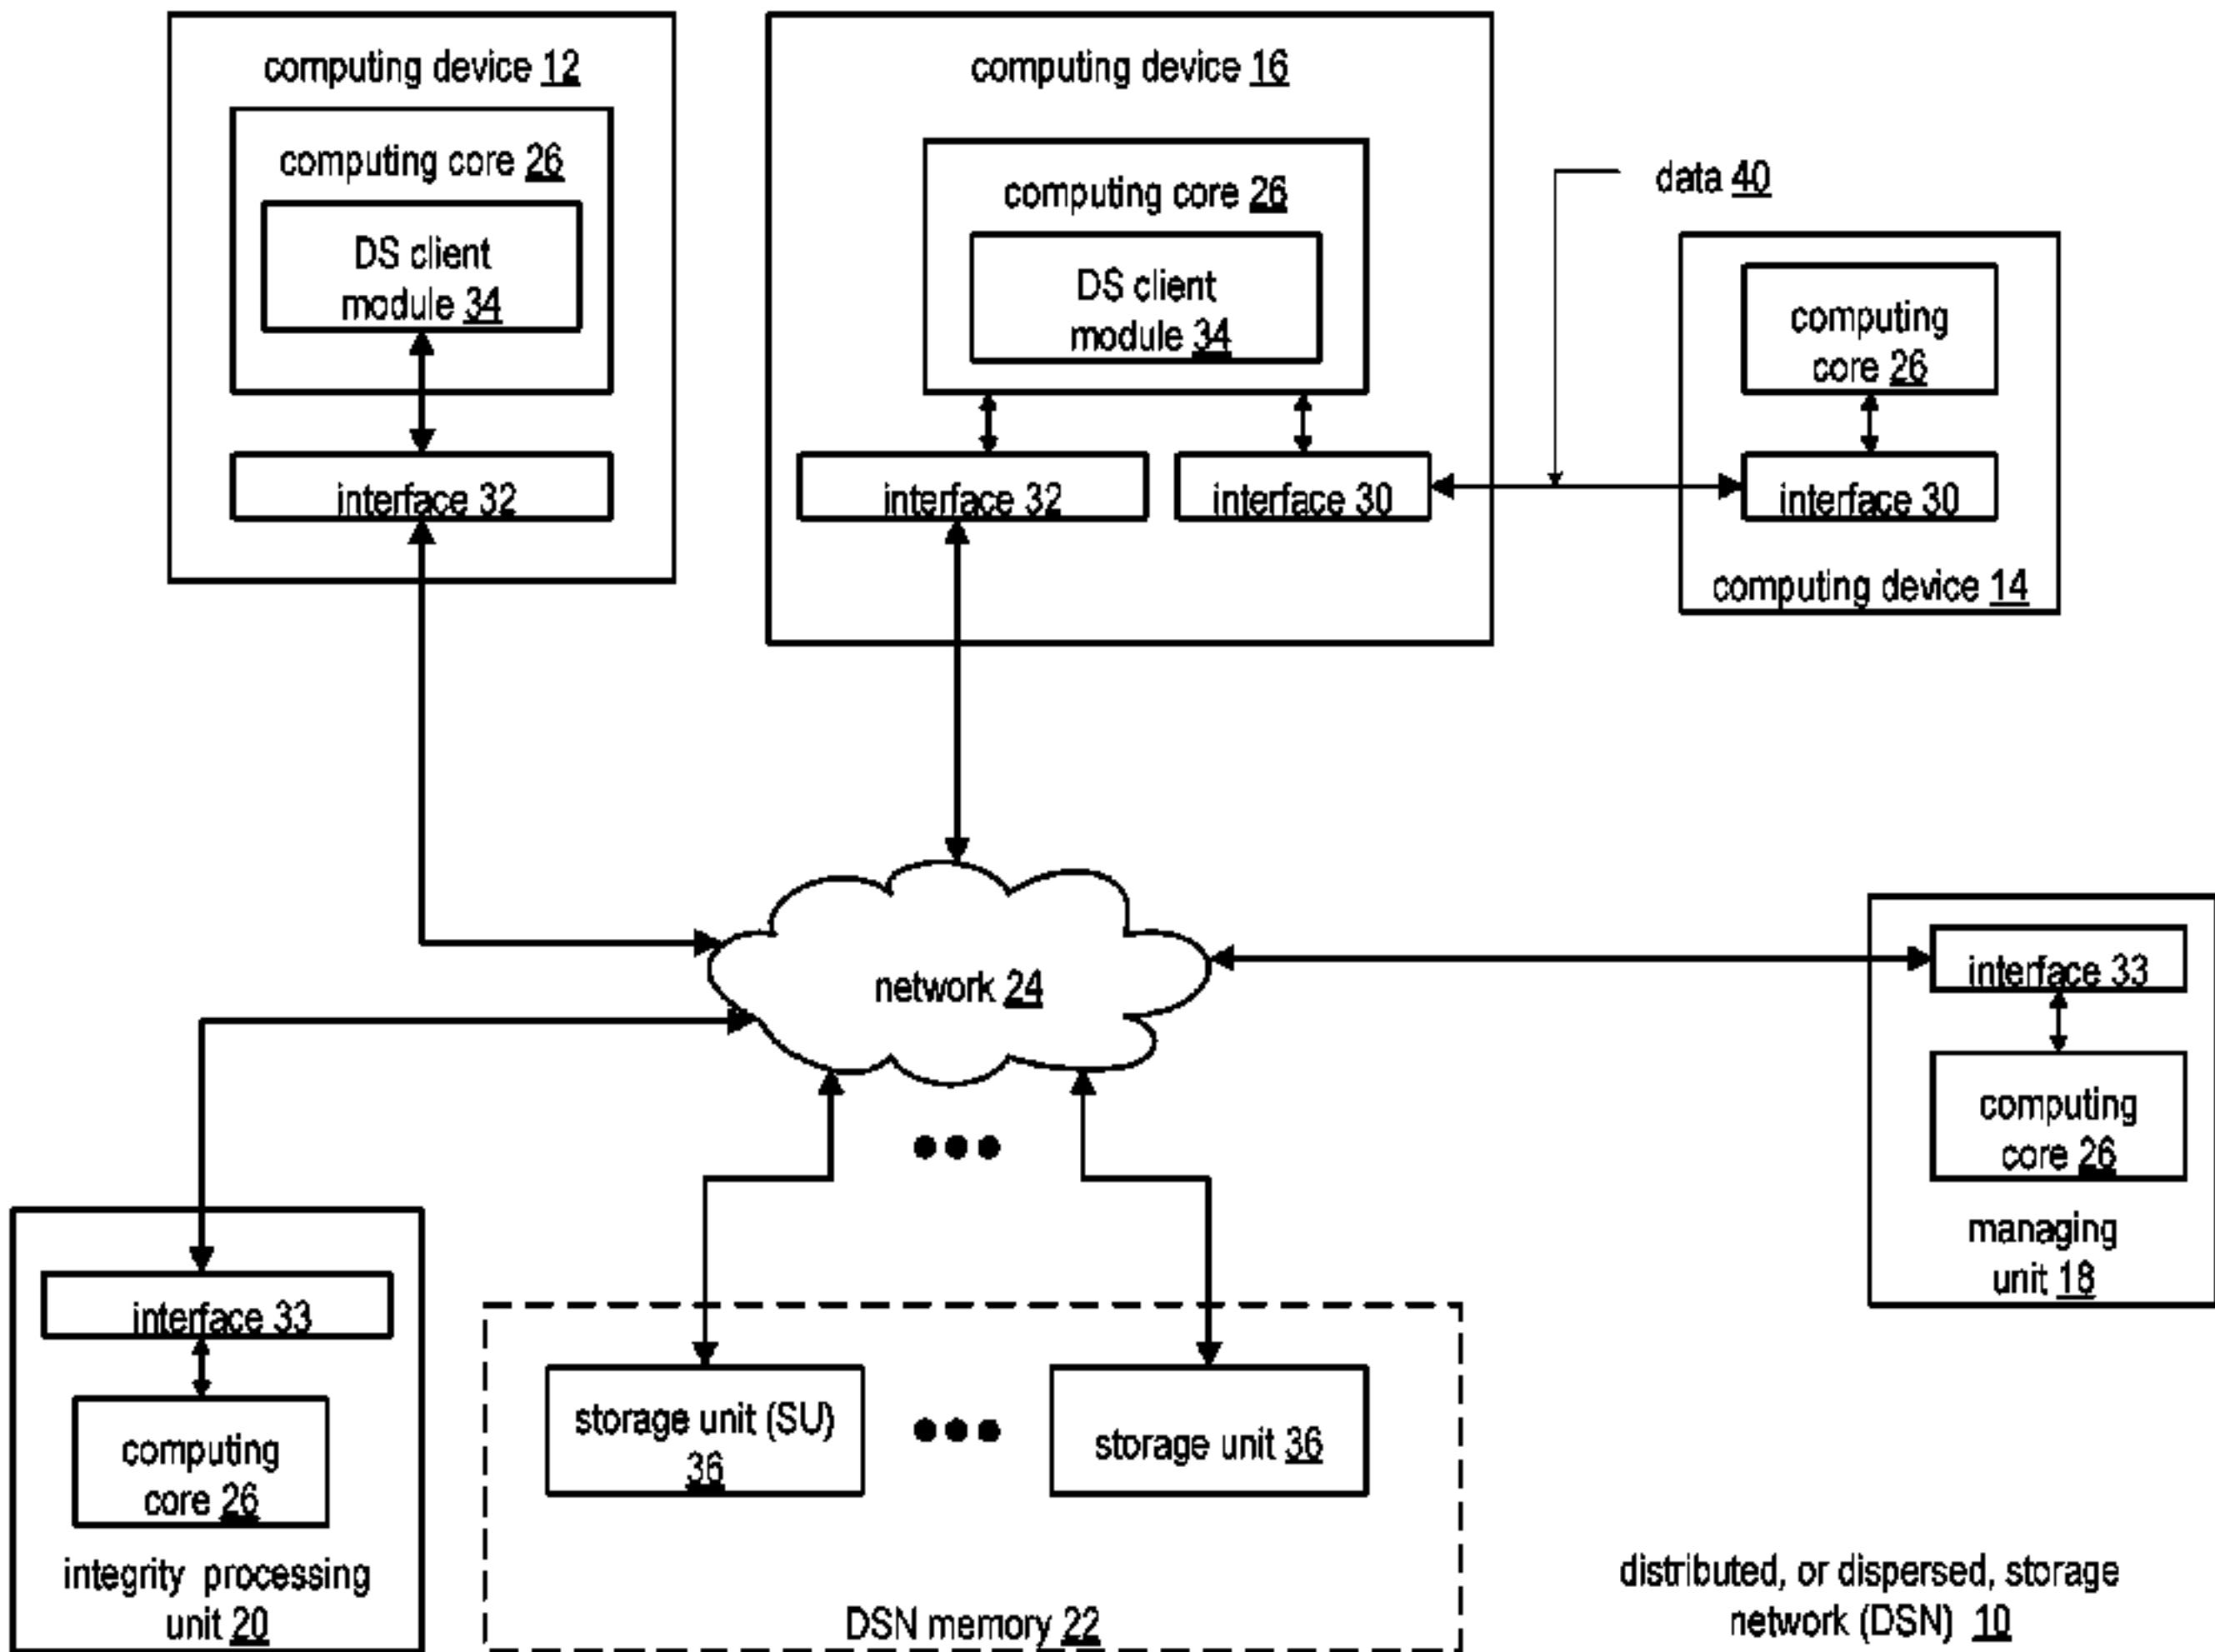 computing device 12
computing core 26
DS client
module 34
interface 32
computing device 16
computing core 26
DS client
module 34
interface 32
interface 30
data 40
computing
core 26
interface 30
computing device 14
network 24
interface 33
computing
core 26
managing
unit 18
interface 33
computing
core 26
integrity processing
unit 20
storage unit (SU)
36
storage unit 36
DSN memory 22
distributed, or dispersed, storage
network (DSN) 10